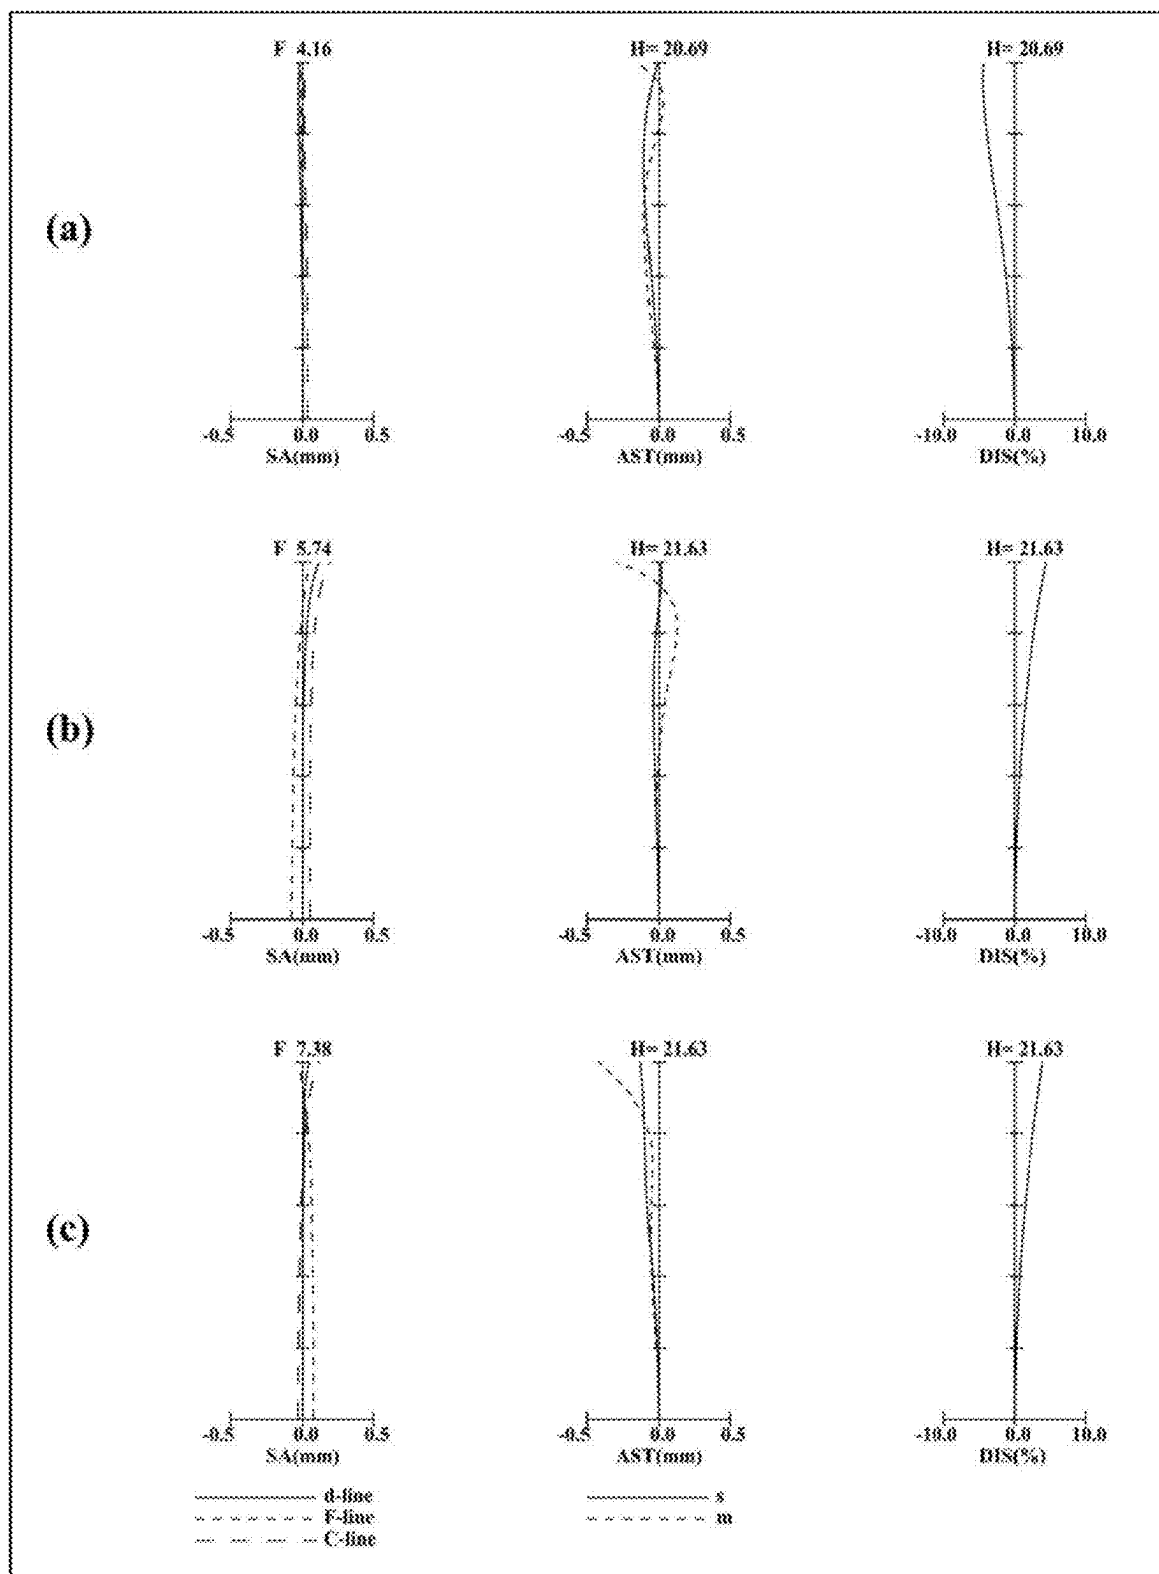 F 4.16
H= 20.69
H= 20.69
(a)
-0.5 0.0 0.5
SA(mm)
-0.5 0.0 0.5
AST(mm)
-10.0 0.0 10.0
DIS(%)
F 5.74
H= 21.63
H= 21.63
(b)
-0.5 0.0 0.5
SA(mm)
-0.5 0.0 0.5
AST(mm)
-10.0 0.0 10.0
DIS(%)
F 7.38
H= 21.63
H= 21.63
(c)
-0.5 0.0 0.5
SA(mm)
-0.5 0.0 0.5
AST(mm)
-10.0 0.0 10.0
DIS(%)
d-line
F-line
C-line
s
m